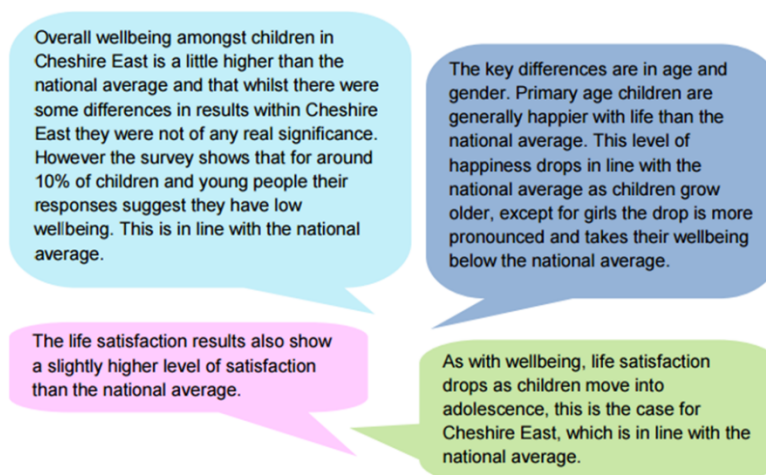 Overall wellbeing amongst children in
Cheshire East is a little higher than the
national average and that whilst there were
some differences in results within Cheshire
East they were not of any real significance.
However the survey shows that for around
10% of children and young people their
responses suggest they have low
wellbeing. This is in line with the national
average.
The key differences are in age and
gender. Primary age children are
generally happier with life than the
national average. This level of
happiness drops in line with the
national average as children grow
older, except for girls the drop is more
pronounced and takes their wellbeing
below the national average.
The life satisfaction results also show
a slightly higher level of satisfaction
than the national average.
As with wellbeing, life satisfaction
drops as children move into
adolescence, this is the case for
Cheshire East, which is in line with the
national average.